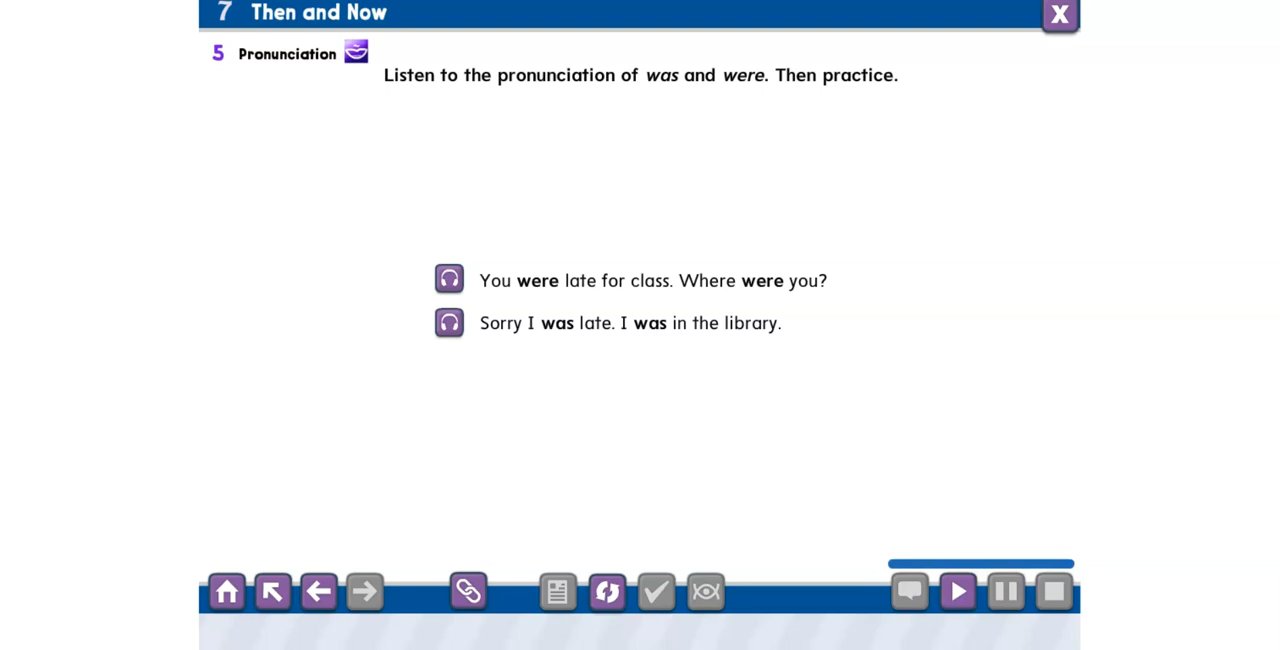 7 Then and Now
X
5 Pronunciation
Listen to the pronunciation of was and were. Then practice.
You were late for class. Where were you?
Sorry I was late. I was in the library.